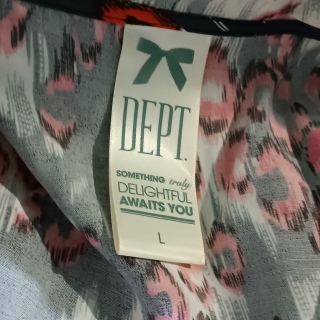 DEPT.
SOMETHING truly
DELIGHTFUL
AWAITS YOU
L